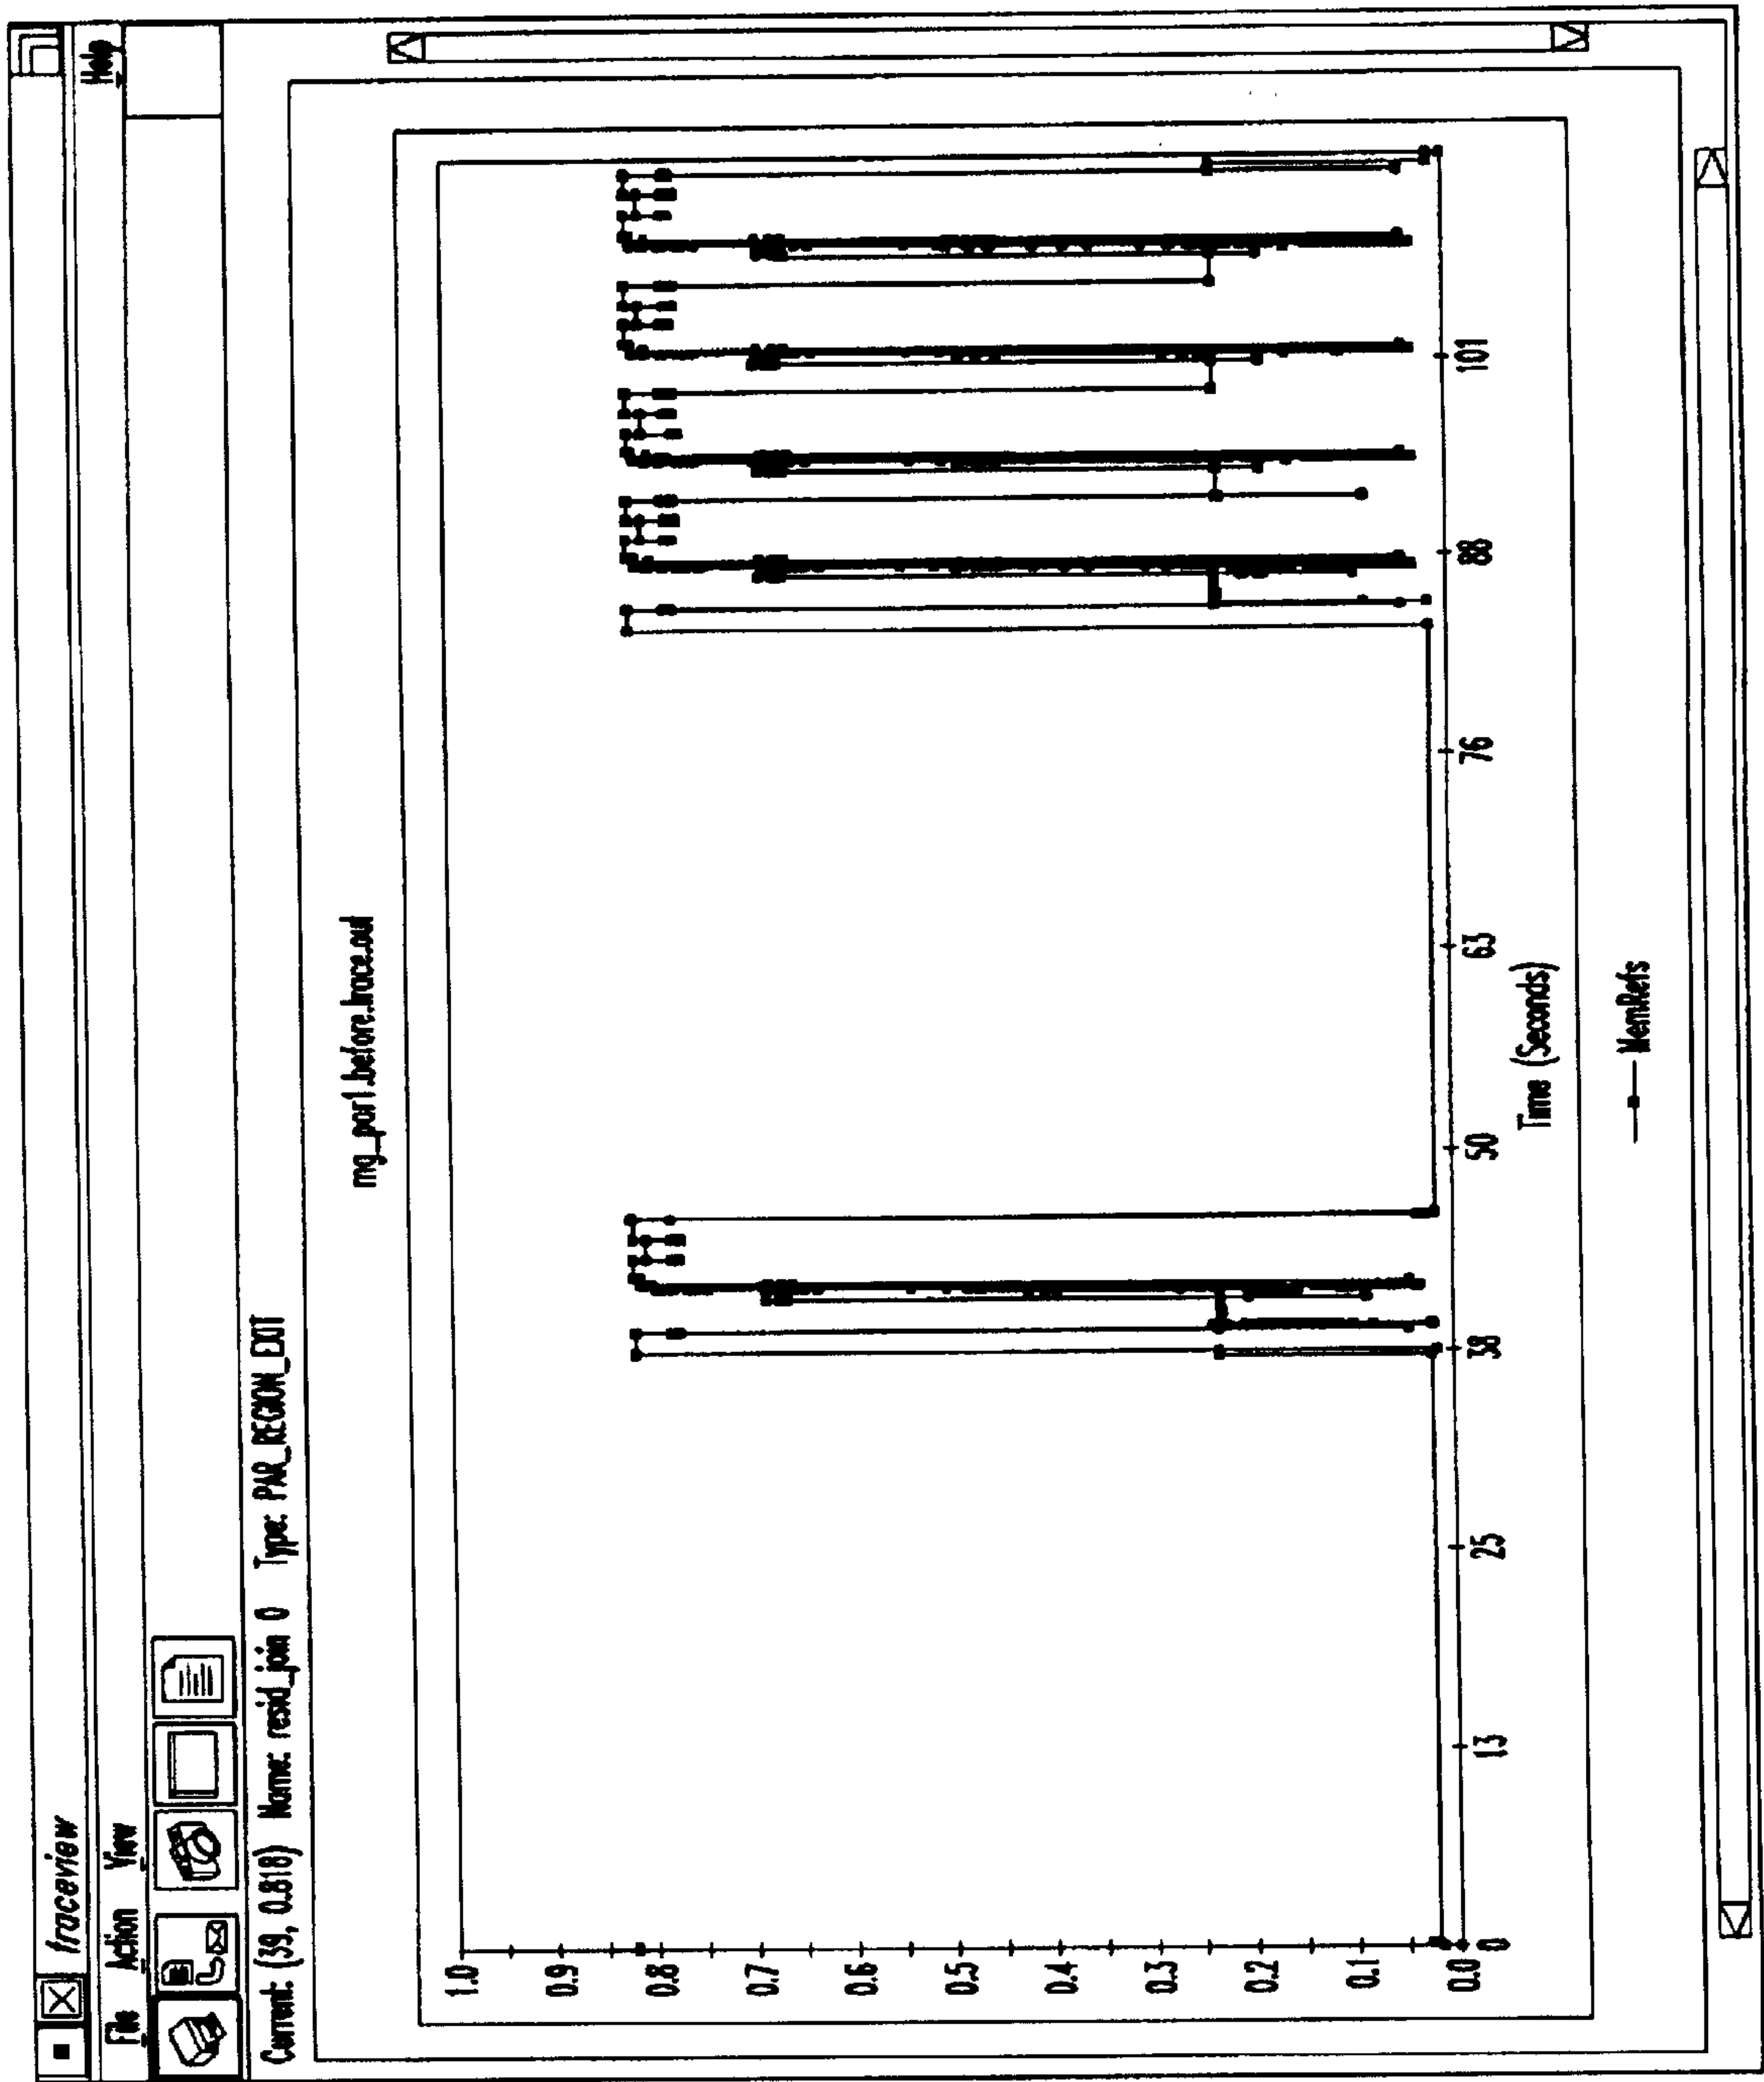 traceview
File Action View Help
Current: (39, 0.818) Name: resid_join 0 Type: PAR_REGION_EXIT
mg_par1.before.trace.out
1.0
0.9
0.8
0.7
0.6
0.5
0.4
0.3
0.2
0.1
0.0
0 13 25 38 50 63 76 88 101
Time (Seconds)
MemRefs